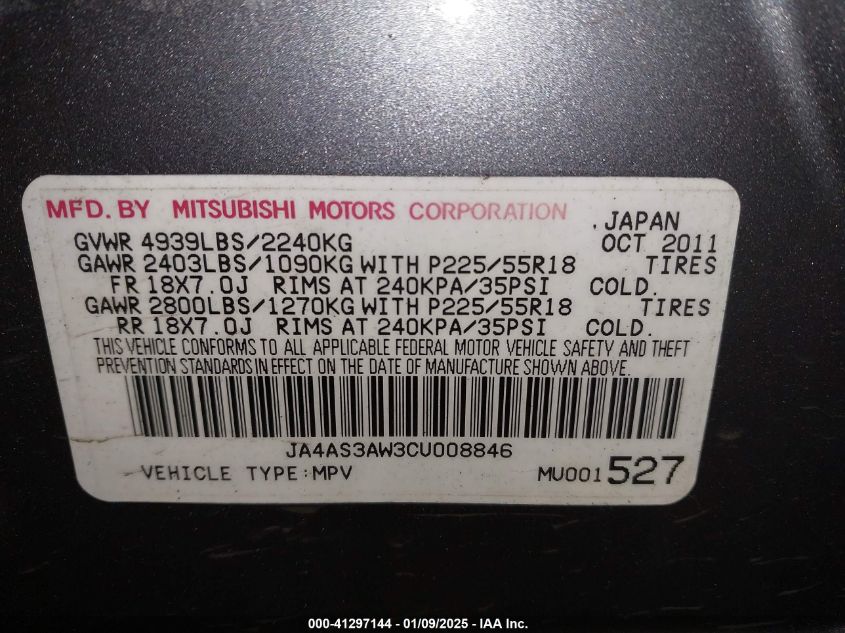 MFD. BY MITSUBISHI MOTORS CORPORATION , JAPAN
GVWR 4939LBS/2240KG OCT 2011
GAWR 2403LBS/1090KG WITH P225/55R18 TIRES
FR 18X7.0J RIMS AT 240KPA/35PSI COLD.
GAWR 2800LBS/1270KG WITH P225/55R18 TIRES
RR 18X7.0J RIMS AT 240KPA/35PSI COLD.
THIS VEHICLE CONFORMS TO ALL APPLICABLE FEDERAL MOTOR VEHICLE SAFETY AND THEFT
PREVENTION STANDARDS IN EFFECT ON THE DATE OF MANUFACTURE SHOWN ABOVE.
JA4AS3AW3CU008846
VEHICLE TYPE:MPV MU001 527
000-41297144 - 01/09/2025 - IAA Inc.